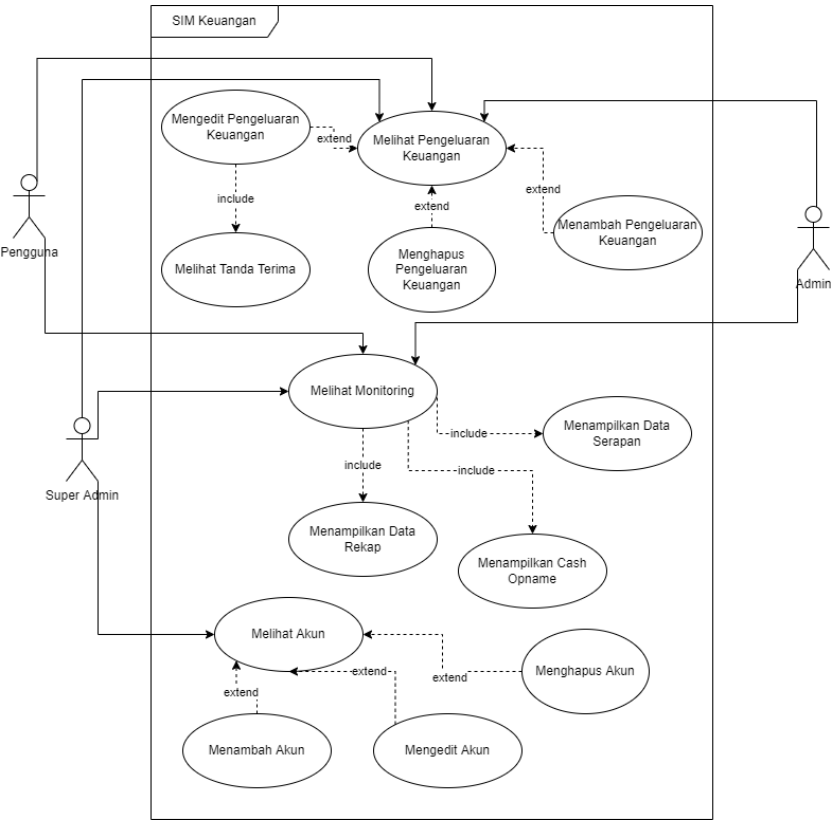 SIM Keuangan
Mengedit Pengeluaran
Keuangan
extend
Melihat Pengeluaran
Keuangan
extend
include
extend
Menambah Pengeluaran
Keuangan
Pengguna
Melihat Tanda Terima
Menghapus
Pengeluaran
Keuangan
Admin
Melihat Monitoring
Menampilkan Data
Serapan
include
include
include
Super Admin
Menampilkan Data
Rekap
Menampilkan Cash
Opname
Melihat Akun
Menghapus Akun
extend
extend
extend
Menambah Akun
Mengedit Akun